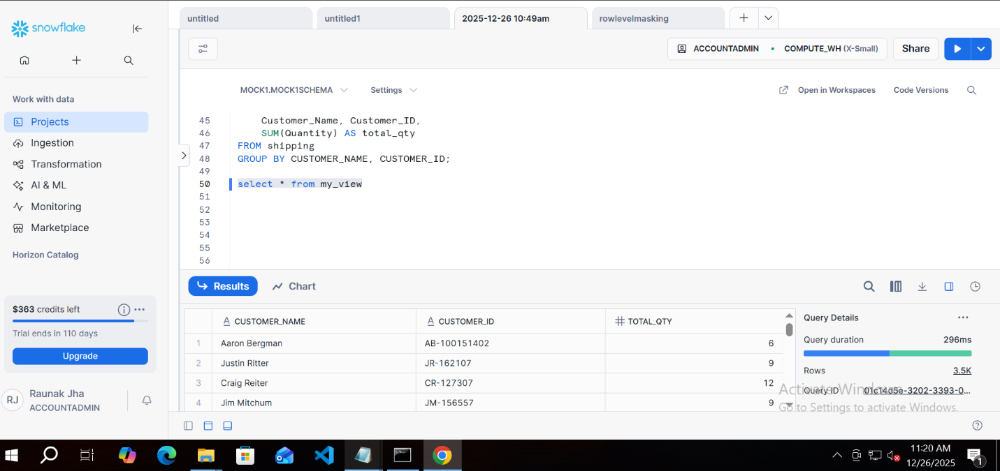 untitled
untitled1
2025-12-26 10:49am
rowlevelmasking
snowflake
ACCOUNTADMIN
COMPUTE_WH (X-Small)
Share
MOCK1.MOCK1SCHEMA
Settings
Open in Workspaces
Code Versions
Work with data
Projects
Ingestion
Transformation
AI & ML
Monitoring
Marketplace
Horizon Catalog
$363 credits left
Trial ends in 110 days
Upgrade
RJ
Raunak Jha
ACCOUNTADMIN
45 Customer_Name, Customer_ID,
46 SUM(Quantity) AS total_qty
47 FROM shipping
48 GROUP BY CUSTOMER_NAME, CUSTOMER_ID;
49
50 select * from my_view
51
52
53
54
55
56
Results
Chart
CUSTOMER_NAME CUSTOMER_ID TOTAL_QTY
1 Aaron Bergman AB-100151402 6
2 Justin Ritter JR-162107 9
3 Craig Reiter CR-127307 12
4 Jim Mitchum JM-156557 9
Query Details
Query duration 296ms
Rows 3.5K
Query ID 01c14d5e-3202-3393-0...
Activate Windows
Go to Settings to activate Windows.
11:20 AM
12/26/2025
1